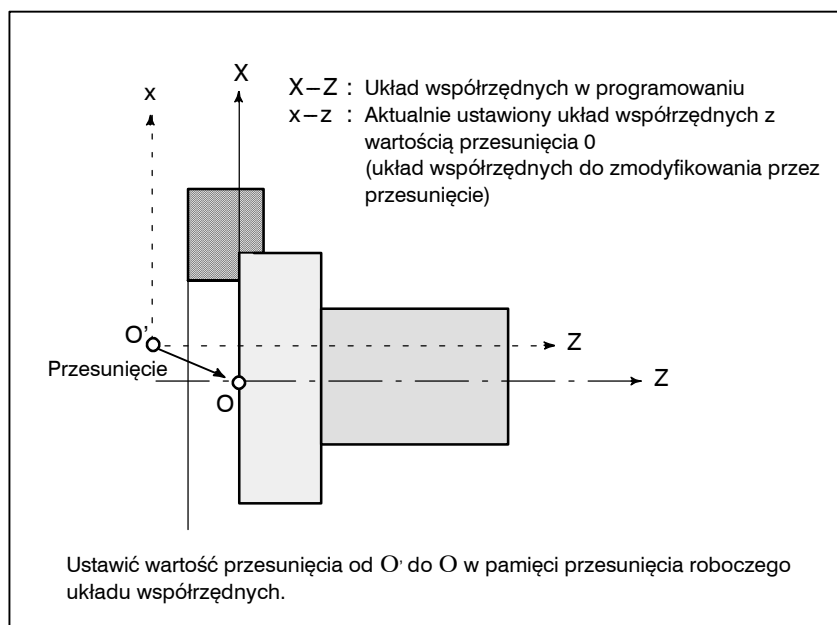 X
x
X–Z : Układ współrzędnych w programowaniu
x–z : Aktualnie ustawiony układ współrzędnych z
wartością przesunięcia 0
(układ współrzędnych do zmodyfikowania przez
przesunięcie)
O’
Z
Przesunięcie
Z
O
Ustawić wartość przesunięcia od O’ do O w pamięci przesunięcia roboczego
układu współrzędnych.